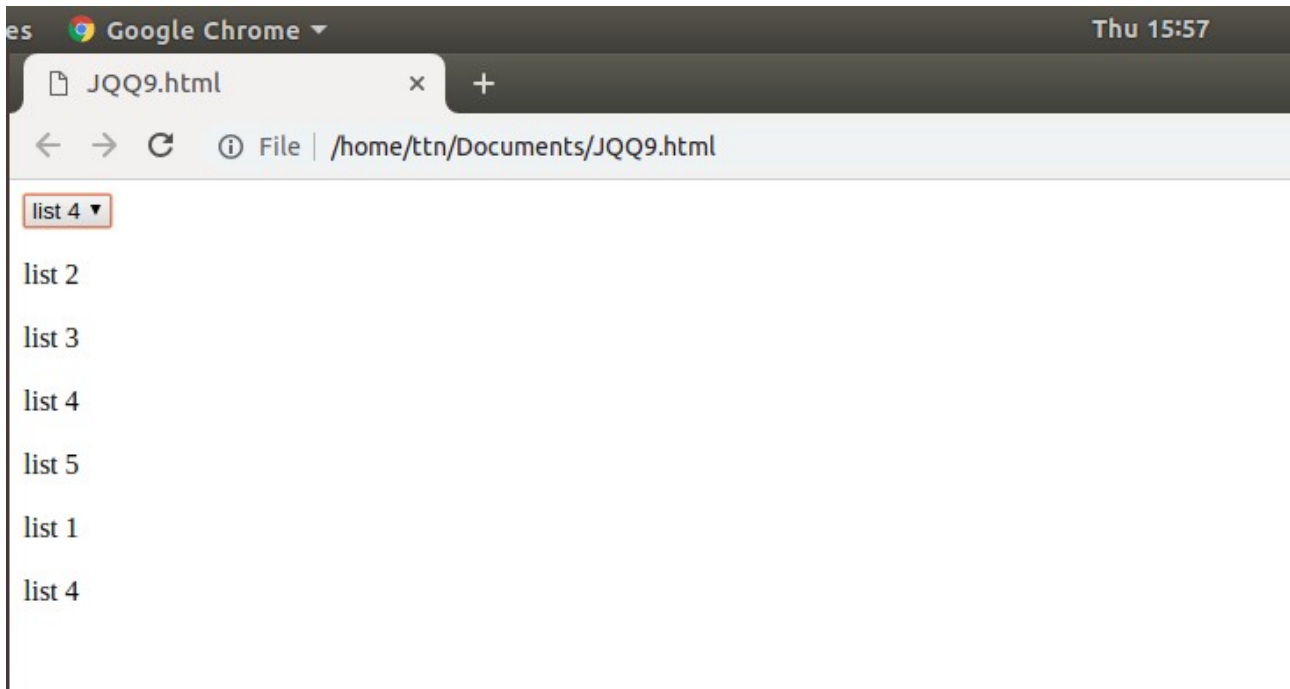 es Google Chrome Thu 15:57
JQQ9.html
File /home/ttn/Documents/JQQ9.html
list 4
list 2
list 3
list 4
list 5
list 1
list 4